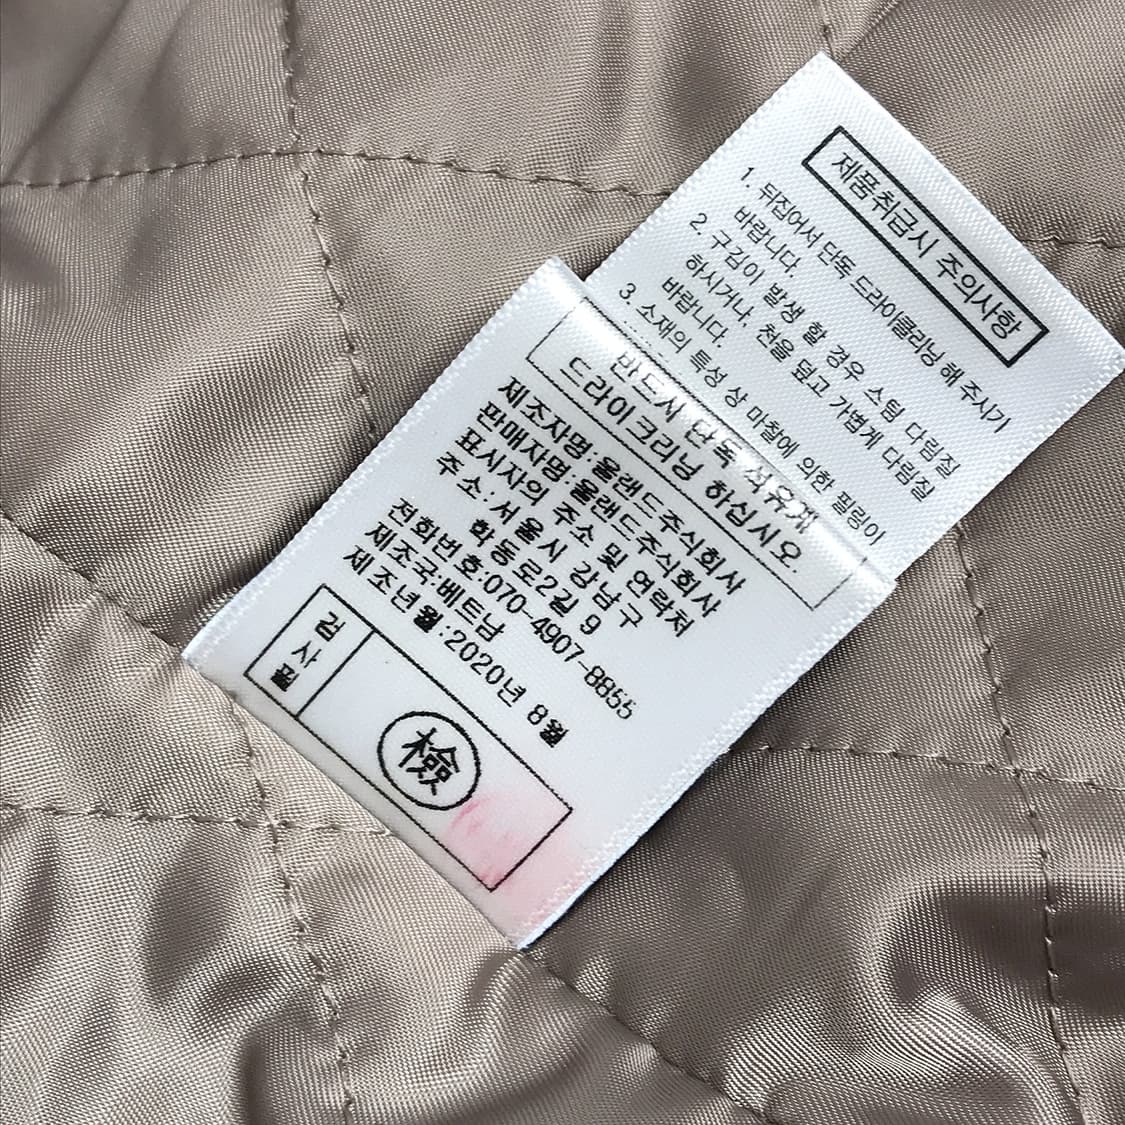 제품취급시 주의사항
1. 뒤집어서 단독 드라이클리닝 해 주시기
바랍니다.
2. 구김이 발생 할 경우 스팀 다림질
하시거나, 천을 덮고 가볍게 다림질
바랍니다.
3. 소재의 특성 상 마찰에 의한 필링이
반드시 단독 석유계
드라이크리닝 하십시오.
제조자명:울랜드주식회사
판매자명:울랜드주식회사
표시자의 주소 및 연락처
주 소:서울시 강남구
학동로2길 9
전화번호:070-4907-8855
제조국:베트남
제조년월:2020년 8월
검사필
檢